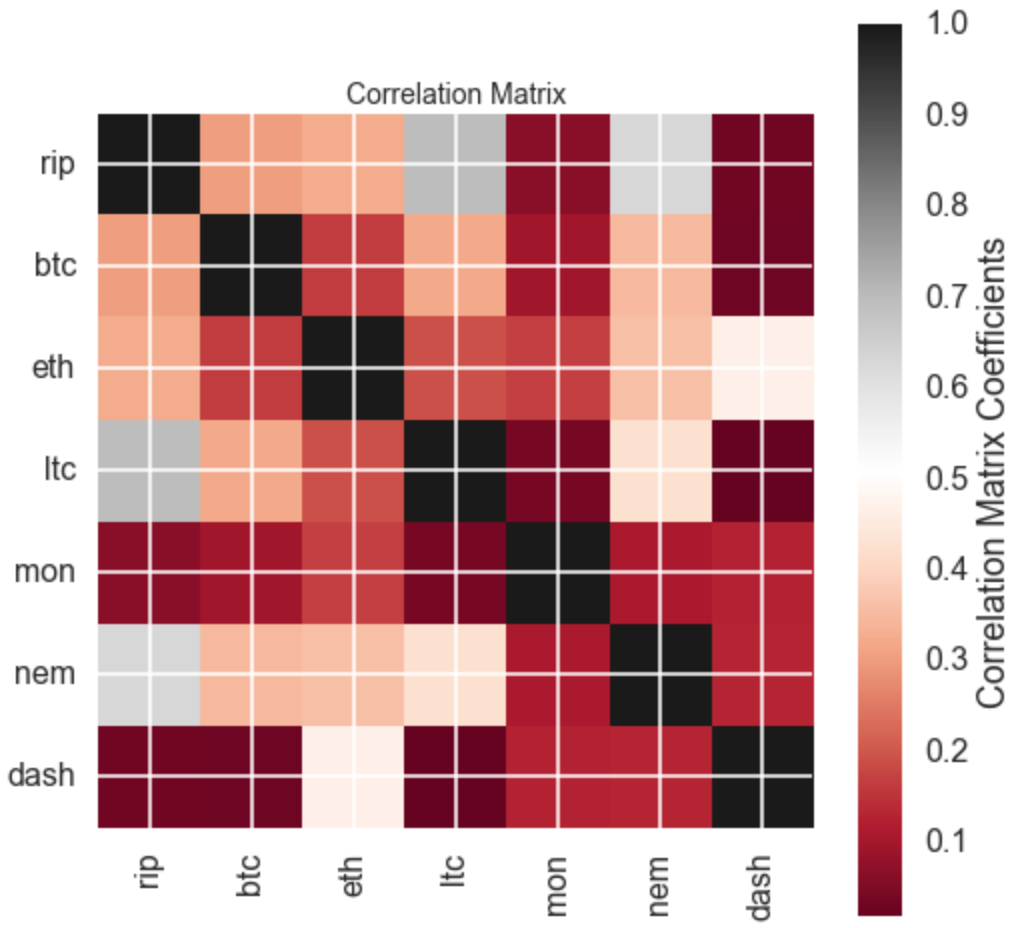 Correlation Matrix
rip
btc
eth
ltc
mon
nem
dash
rip
btc
eth
ltc
mon
nem
dash
1.0
0.9
0.8
0.7
0.6
0.5
0.4
0.3
0.2
0.1
Correlation Matrix Coefficients